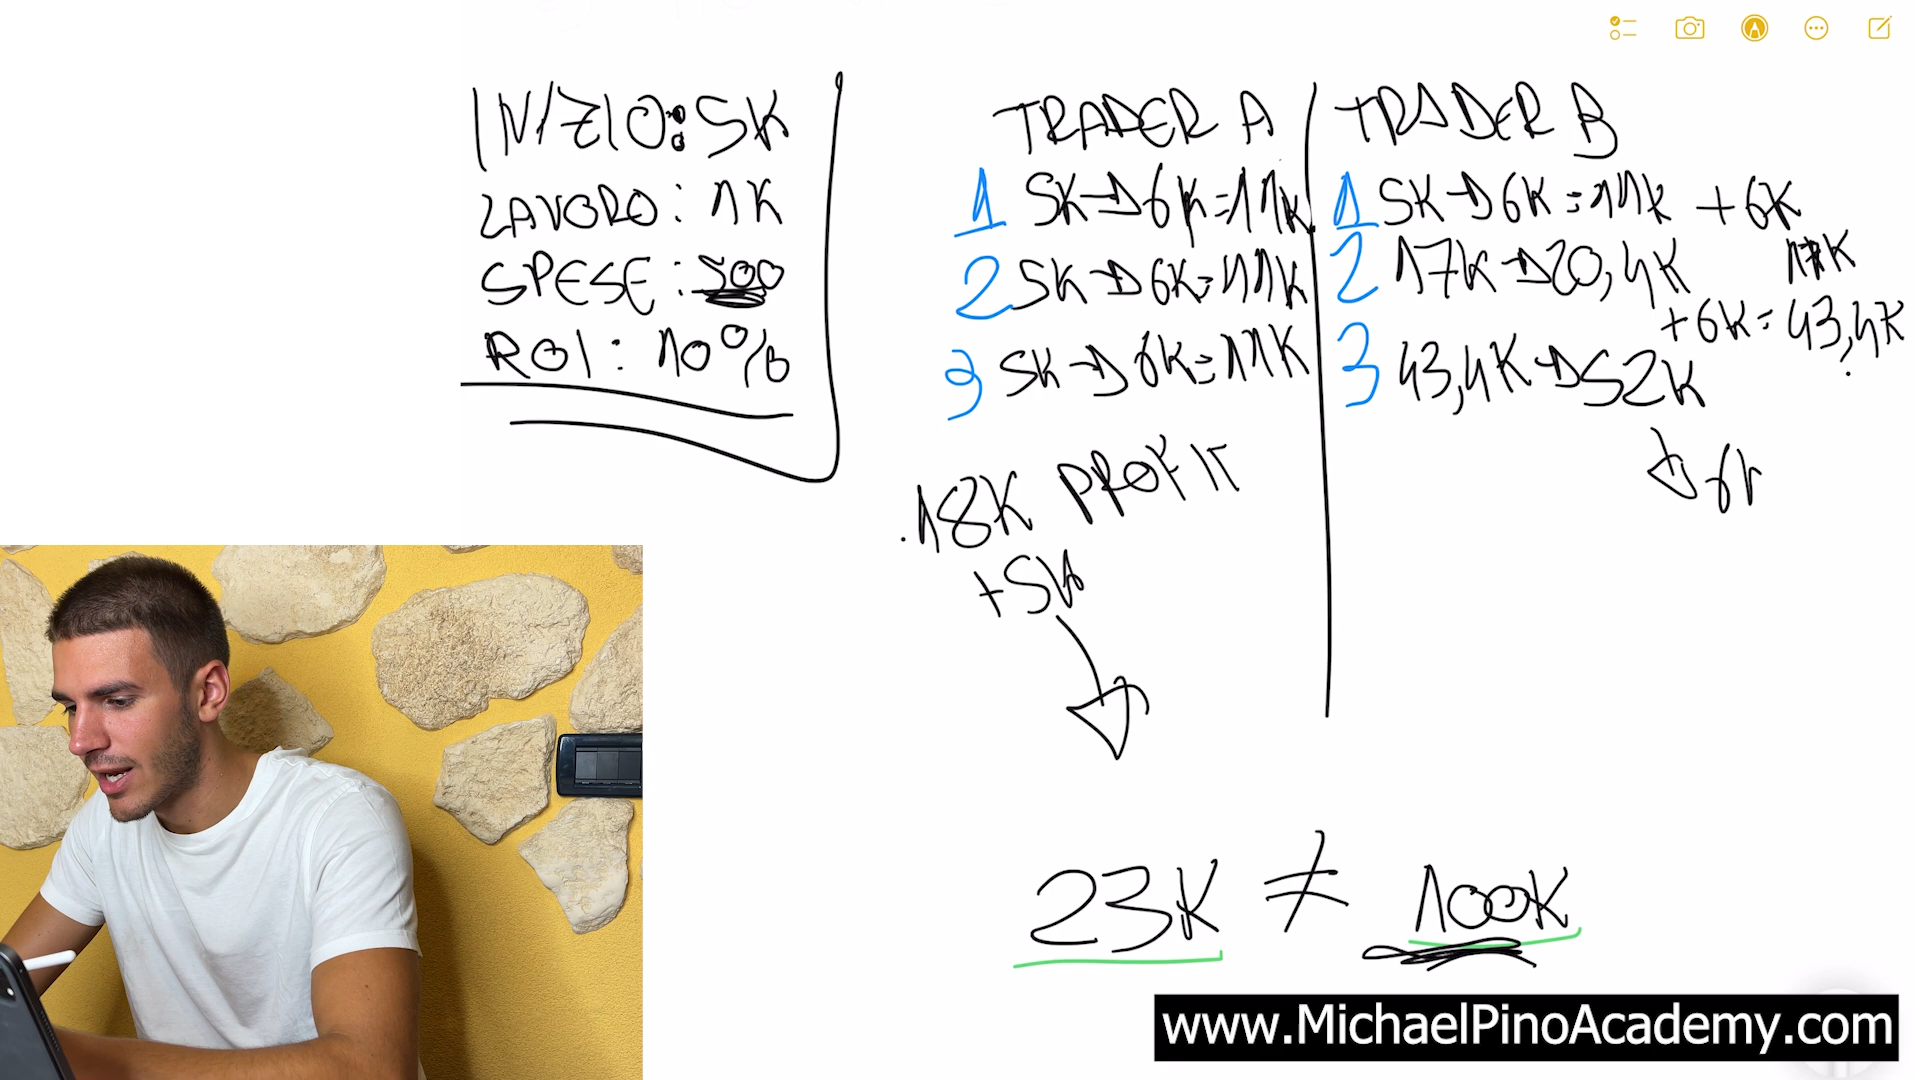 INIZIO: 5K
LAVORO: 1K
SPESE: 500
ROI: 10%
TRADER A
1 5K→6K=11K
2 5K→6K=11K
3 5K→6K=11K
18K PROFIT
+5K
TRADER B
1 5K→6K=11K +6K
17K
2 17K→20,4K
+6K=43,4K
3 43,4K→52K
23K ≠ 100K
www.MichaelPinoAcademy.com